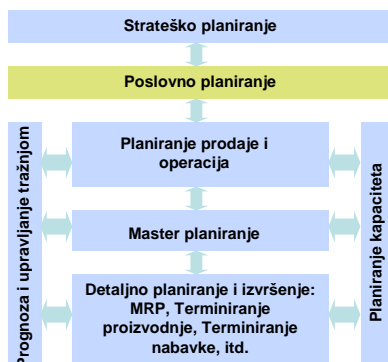 Strateško planiranje
Poslovno planiranje
Prognoza i upravljanje tražnjom
Planiranje prodaje i
operacija
Master planiranje
Detaljno planiranje i izvršenje:
MRP, Terminiranje
proizvodnje, Terminiranje
nabavke, itd.
Planiranje kapaciteta